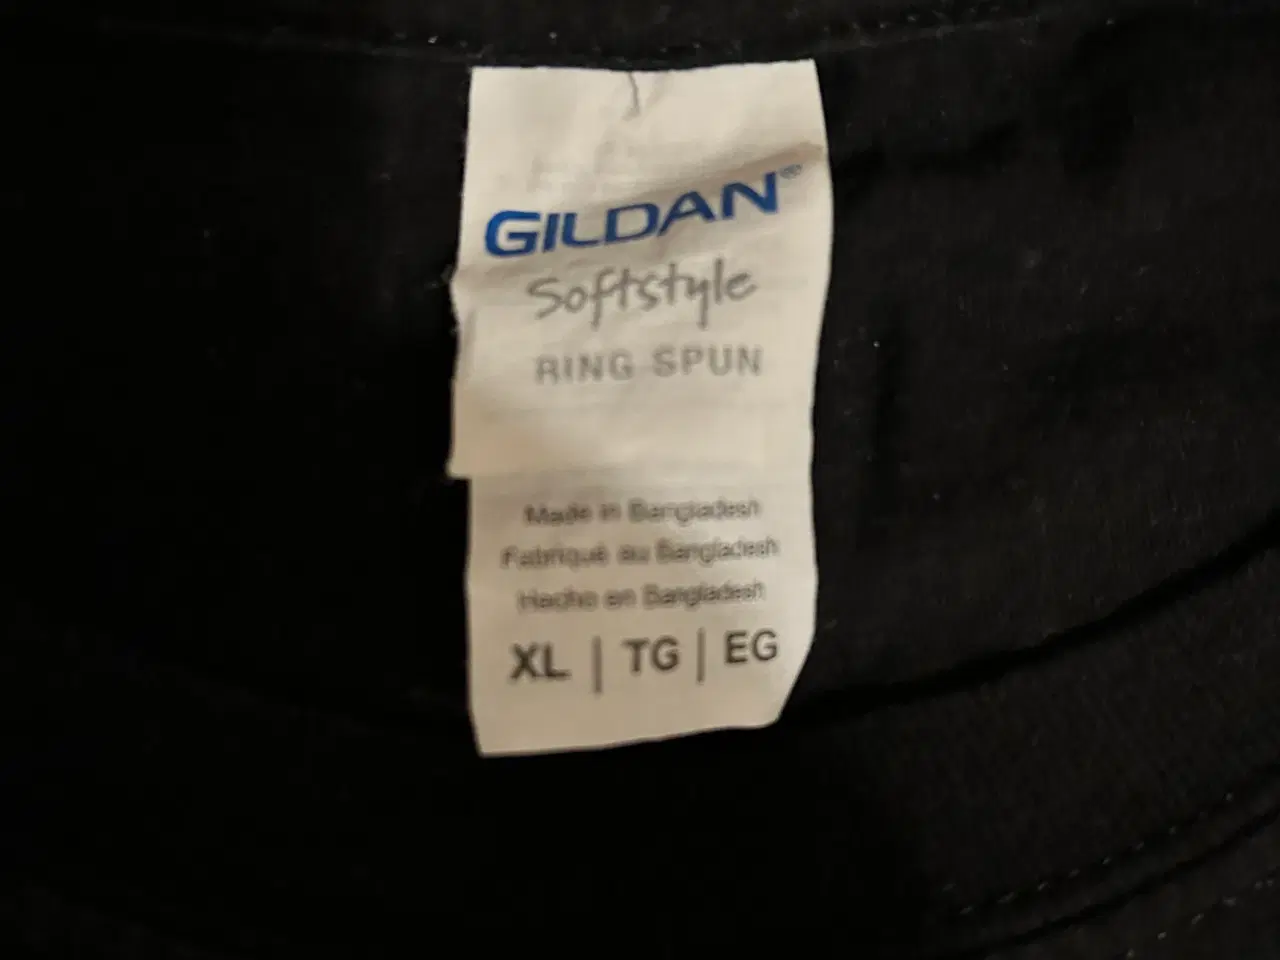 GILDAN®
Softstyle
RING SPUN
Made in Bangladesh
Fabriqué au Bangladesh
Hecho en Bangladesh
XL | TG | EG